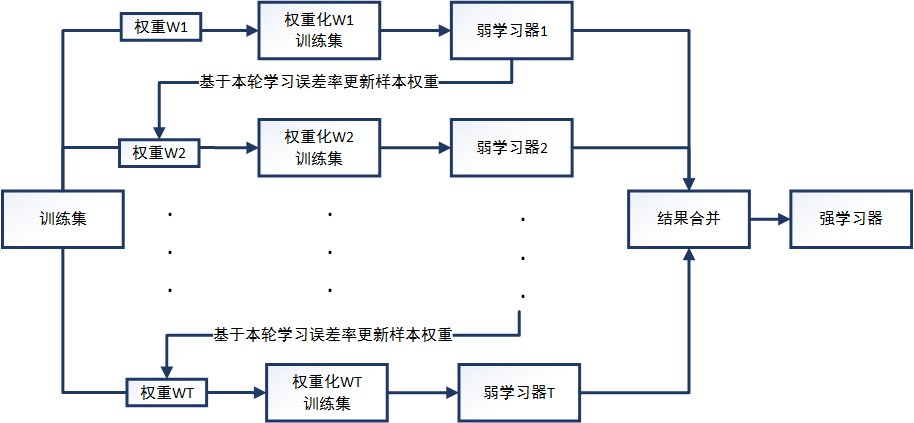 权重W1
权重化W1
训练集
弱学习器1
基于本轮学习误差率更新样本权重
权重W2
权重化W2
训练集
弱学习器2
训练集
结果合并
强学习器
基于本轮学习误差率更新样本权重
权重WT
权重化WT
训练集
弱学习器T